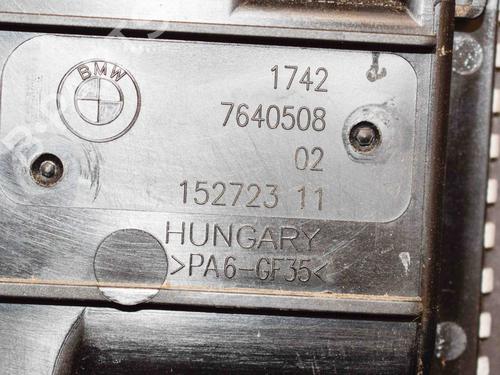 BMW
1742
7640508
02
152723 11
HUNGARY
>PA6-GF35<